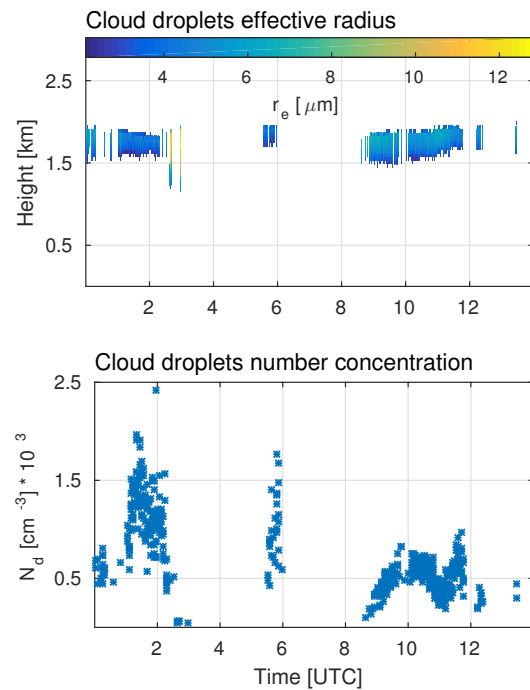 Cloud droplets effective radius
2.5
4 6 8 10 12
r_e [ μm]
Height [km]
1.5
0.5
2 4 6 8 10 12
Cloud droplets number concentration
2.5
N_d [cm^-3] * 10^3
1.5
0.5
2 4 6 8 10 12
Time [UTC]